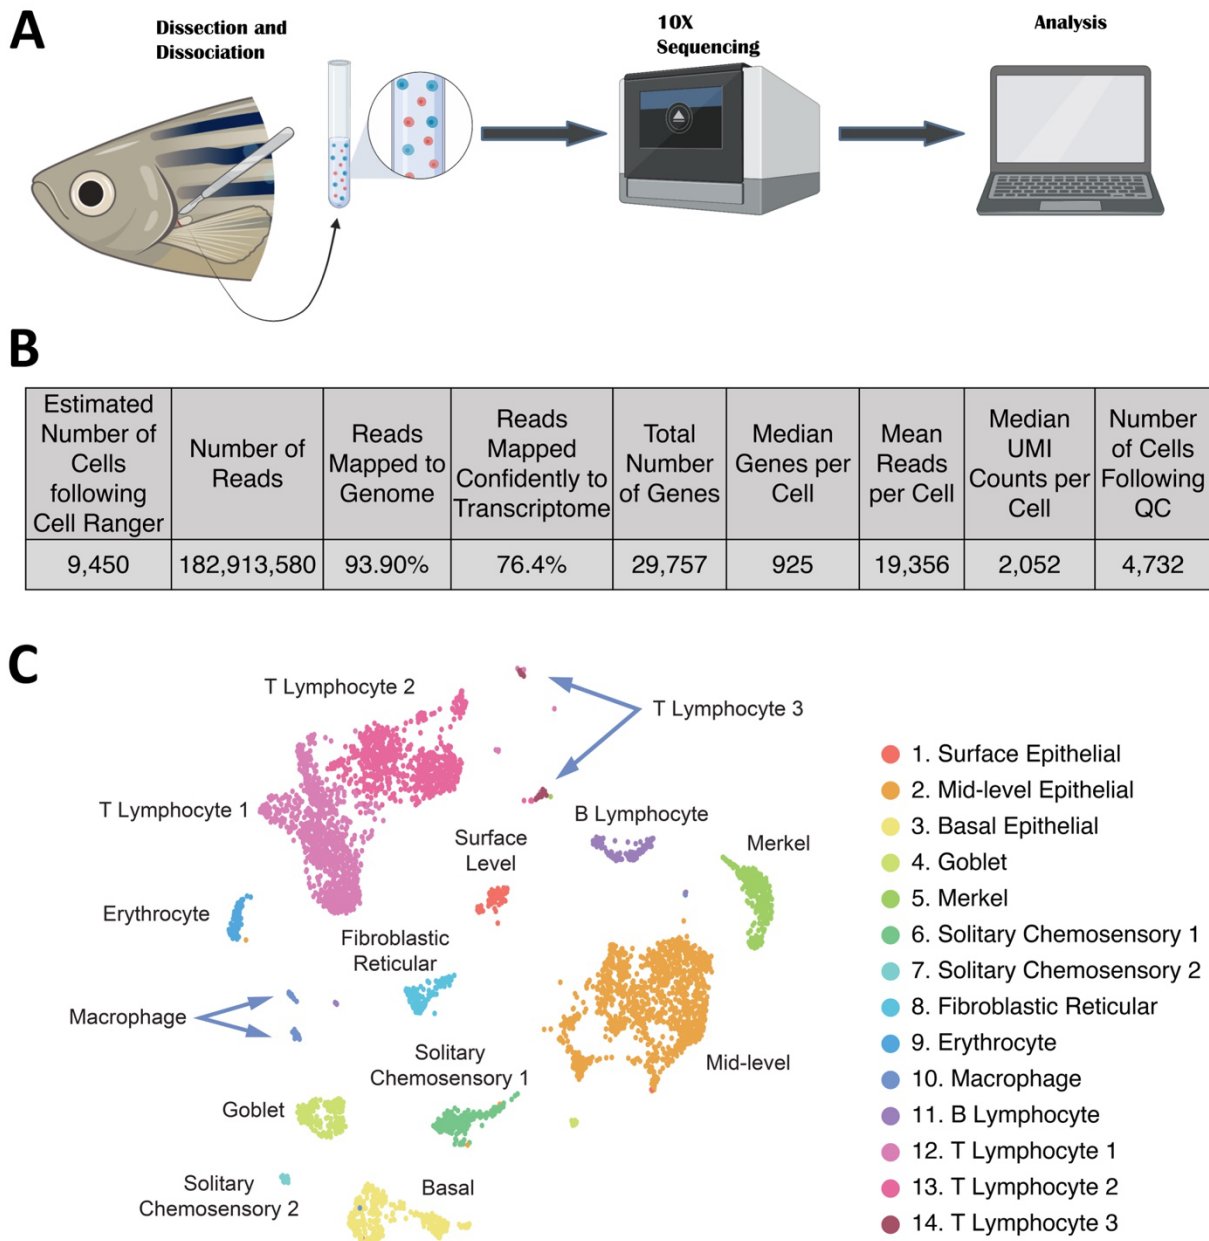 A
Dissection and
Dissociation
10X
Sequencing
Analysis
B
Estimated
Number of
Cells
following
Cell Ranger
Number of
Reads
Reads
Mapped to
Genome
Reads
Mapped
Confidently to
Transcriptome
Total
Number
of Genes
Median
Genes per
Cell
Mean
Reads
per Cell
Median
UMI
Counts per
Cell
Number
of Cells
Following
QC
9,450
182,913,580
93.90%
76.4%
29,757
925
19,356
2,052
4,732
C
T Lymphocyte 2
T Lymphocyte 3
T Lymphocyte 1
B Lymphocyte
Surface
Level
Merkel
Erythrocyte
Fibroblastic
Reticular
Macrophage
Solitary
Chemosensory 1
Mid-level
Goblet
Solitary
Chemosensory 2
Basal
1. Surface Epithelial
2. Mid-level Epithelial
3. Basal Epithelial
4. Goblet
5. Merkel
6. Solitary Chemosensory 1
7. Solitary Chemosensory 2
8. Fibroblastic Reticular
9. Erythrocyte
10. Macrophage
11. B Lymphocyte
12. T Lymphocyte 1
13. T Lymphocyte 2
14. T Lymphocyte 3